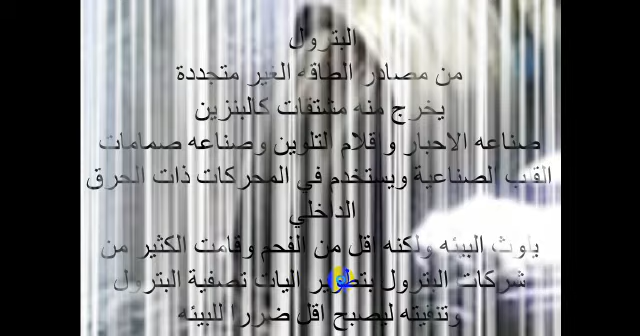 البترول
من مصادر الطاقه الغير متجددة
يخرج منه مشتقات كالبنزين
صناعه الاحبار و قلام التلوين وصناعه صمامات
القلب الصناعية ويستخدم في المحركات ذات الحرق
الداخلي
يلوث البيئه ولكنه اقل من الفحم وقامت الكثير من
شركات البترول بتطوير اليات تصفية البترول
وتنقيته ليصبح اقل ضررا للبيئه